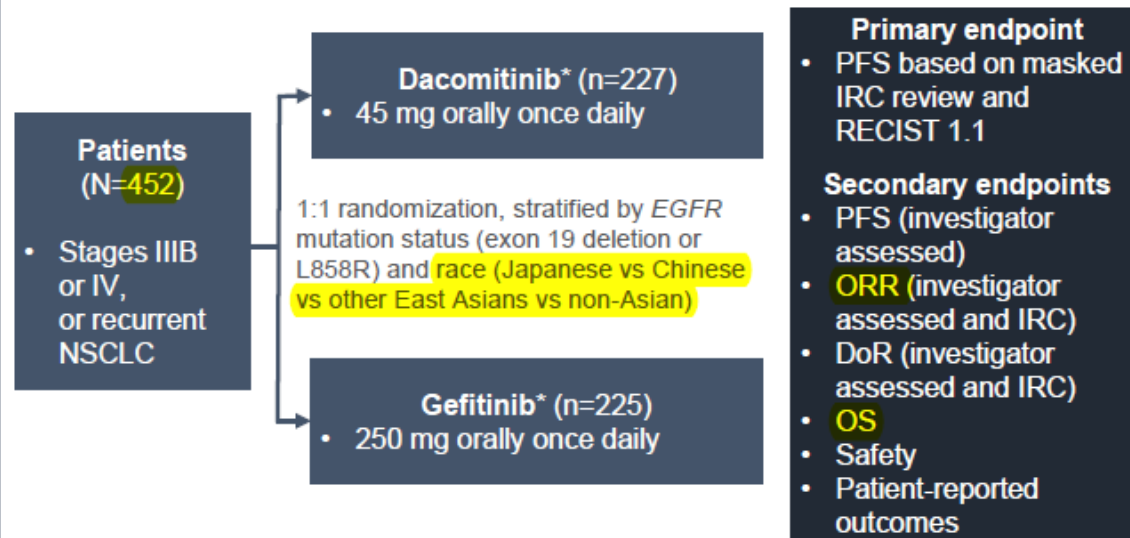 Patients
(N=452)
• Stages IIIB
or IV,
or recurrent
NSCLC
Dacomitinib* (n=227)
• 45 mg orally once daily
1:1 randomization, stratified by EGFR
mutation status (exon 19 deletion or
L858R) and race (Japanese vs Chinese
vs other East Asians vs non-Asian)
Gefitinib* (n=225)
• 250 mg orally once daily
Primary endpoint
• PFS based on masked
IRC review and
RECIST 1.1
Secondary endpoints
• PFS (investigator
assessed)
• ORR (investigator
assessed and IRC)
• DoR (investigator
assessed and IRC)
• OS
• Safety
• Patient-reported
outcomes